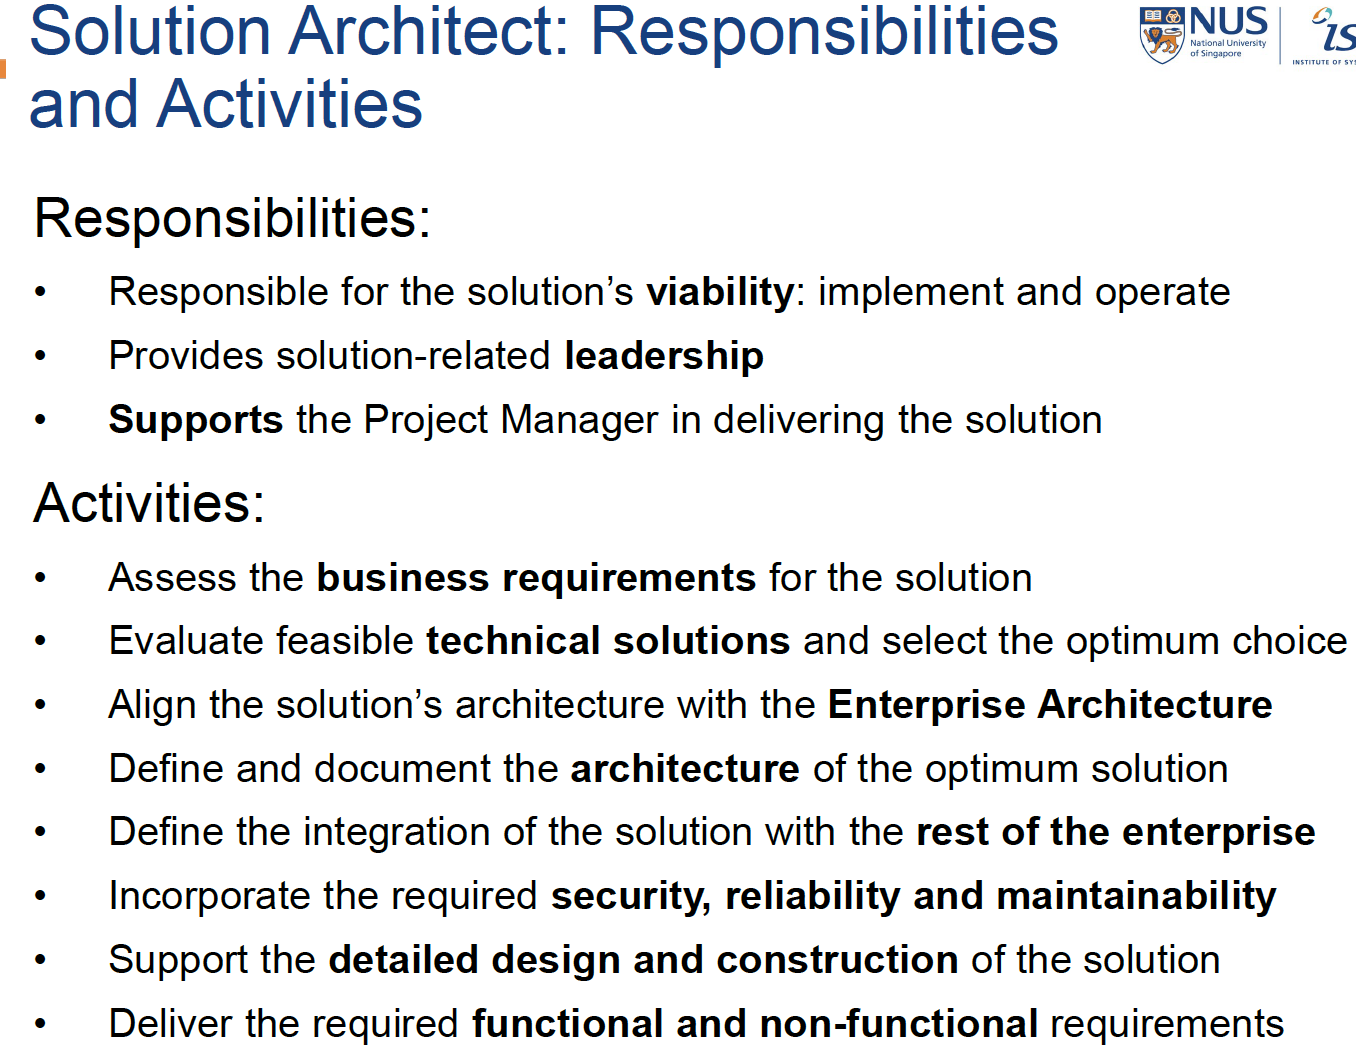 Solution Architect: Responsibilities
and Activities
NUS
National University
of Singapore
INSTITUTE OF
Responsibilities:
• Responsible for the solution’s viability: implement and operate
• Provides solution-related leadership
• Supports the Project Manager in delivering the solution
Activities:
• Assess the business requirements for the solution
• Evaluate feasible technical solutions and select the optimum choice
• Align the solution’s architecture with the Enterprise Architecture
• Define and document the architecture of the optimum solution
• Define the integration of the solution with the rest of the enterprise
• Incorporate the required security, reliability and maintainability
• Support the detailed design and construction of the solution
• Deliver the required functional and non-functional requirements